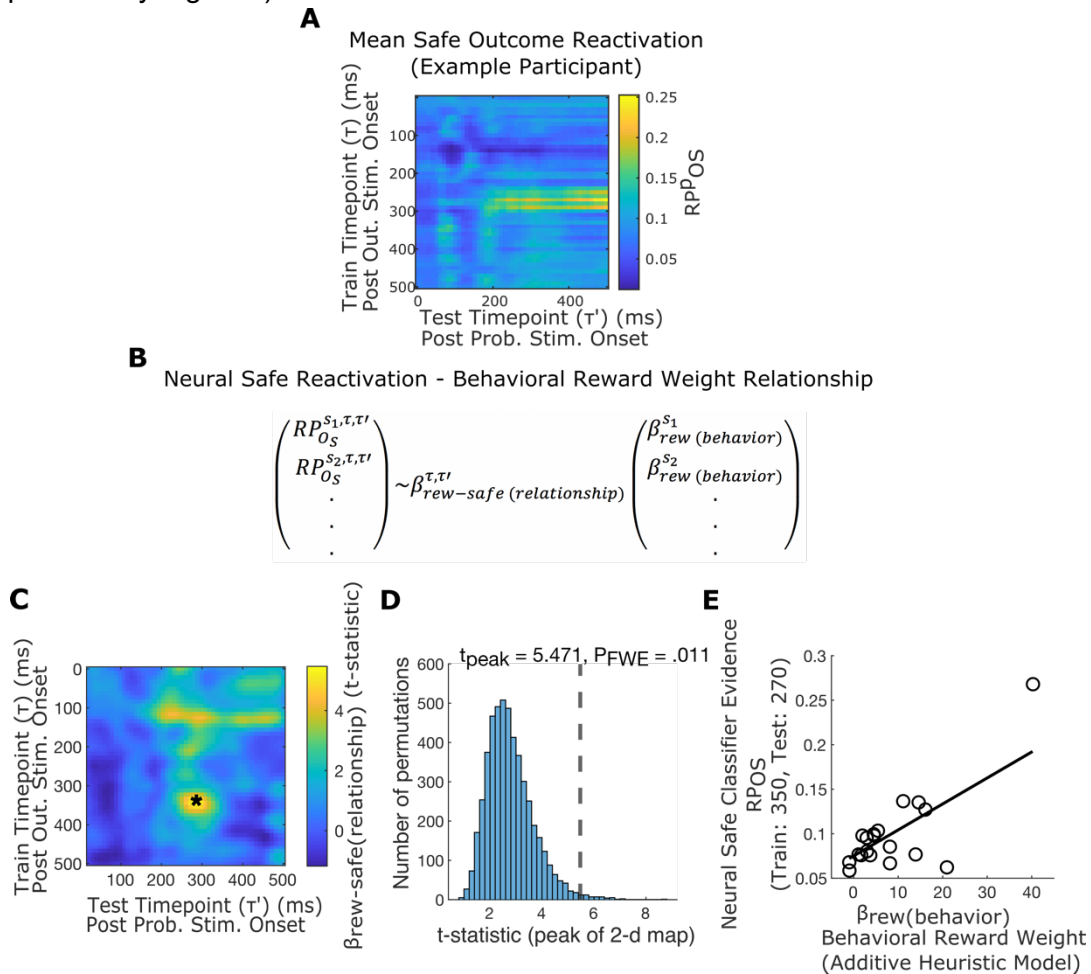 A
Mean Safe Outcome Reactivation
(Example Participant)
Train Timepoint (τ) (ms)
Post Out. Stim. Onset
100
200
300
400
500
0
200
400
Test Timepoint (τ') (ms)
Post Prob. Stim. Onset
0.25
0.2
0.15
0.1
0.05
RPᵖOS
B
Neural Safe Reactivation - Behavioral Reward Weight Relationship
RP_{O_S}^{s_1,τ,τ'}
RP_{O_S}^{s_2,τ,τ'}
.
.
.
~β_{rew-safe (relationship)}^{τ,τ'}
β_{rew (behavior)}^{s_1}
β_{rew (behavior)}^{s_2}
.
.
.
C
Train Timepoint (τ) (ms)
Post Out. Stim. Onset
0
100
200
300
400
500
*
100 200 300 400 500
Test Timepoint (τ') (ms)
Post Prob. Stim. Onset
4
2
0
βrew-safe(relationship) (t-statistic)
D
tpeak = 5.471, PFWE = .011
Number of permutations
600
500
400
300
200
100
0
2 4 6 8
t-statistic (peak of 2-d map)
E
Neural Safe Classifier Evidence
RPOS
(Train: 350, Test: 270)
0.3
0.25
0.2
0.15
0.1
0.05
0 10 20 30 40
βrew(behavior)
Behavioral Reward Weight
(Additive Heuristic Model)